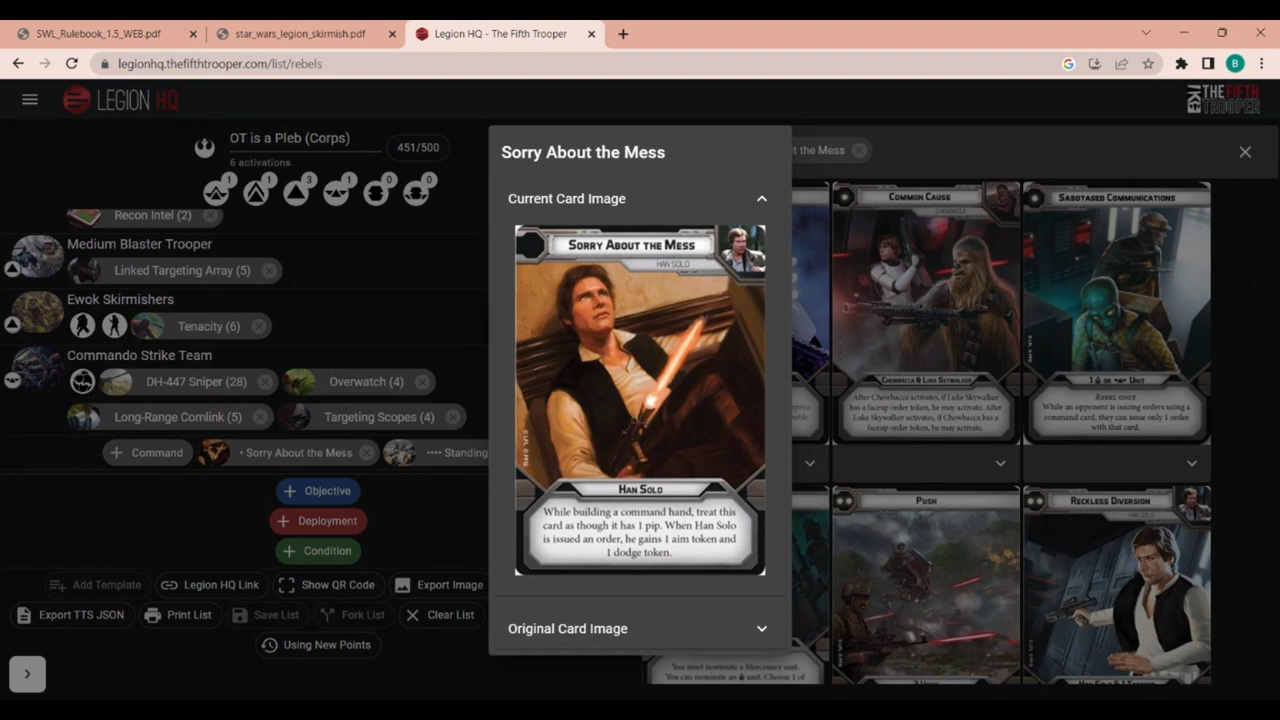 SWL_Rulebook_1.5_WEB.pdf
star_wars_legion_skirmish.pdf
Legion HQ - The Fifth Trooper
legionhq.thefifthtrooper.com/list/rebels
B
LEGION HQ
THE FIFTH
TROOPER
OT is a Pleb (Corps)
451/500
6 activations
1
1
3
1
0
0
Recon Intel (2)
Medium Blaster Trooper
Linked Targeting Array (5)
Ewok Skirmishers
Tenacity (6)
Commando Strike Team
DH-447 Sniper (28)
Overwatch (4)
Long-Range Comlink (5)
Targeting Scopes (4)
Command
• Sorry About the Mess
•••• Standing
Objective
Deployment
Condition
Add Template
Legion HQ Link
Show QR Code
Export Image
Export TTS JSON
Print List
Save List
Fork List
Clear List
Using New Points
Sorry About the Mess
Current Card Image
Sorry About the Mess
HAN SOLO
Han Solo
While building a command hand, treat this
card as though it has 1 pip. When Han Solo
is issued an order, he gains 1 aim token and
1 dodge token.
Original Card Image
t the Mess
Common Cause
CHEWBACCA
Chewbacca & Luke Skywalker
After Chewbacca activates, if Luke Skywalker
has a faceup order token, he may activate. After
Luke Skywalker activates, if Chewbacca has a
faceup order token, he may activate.
Sabotaged Communications
Rebel only.
While an opponent is issuing orders using a
command card, they can issue only 1 order
with that card.
You must nominate a Mercenary unit.
Push
Reckless Diversion
HAN SOLO